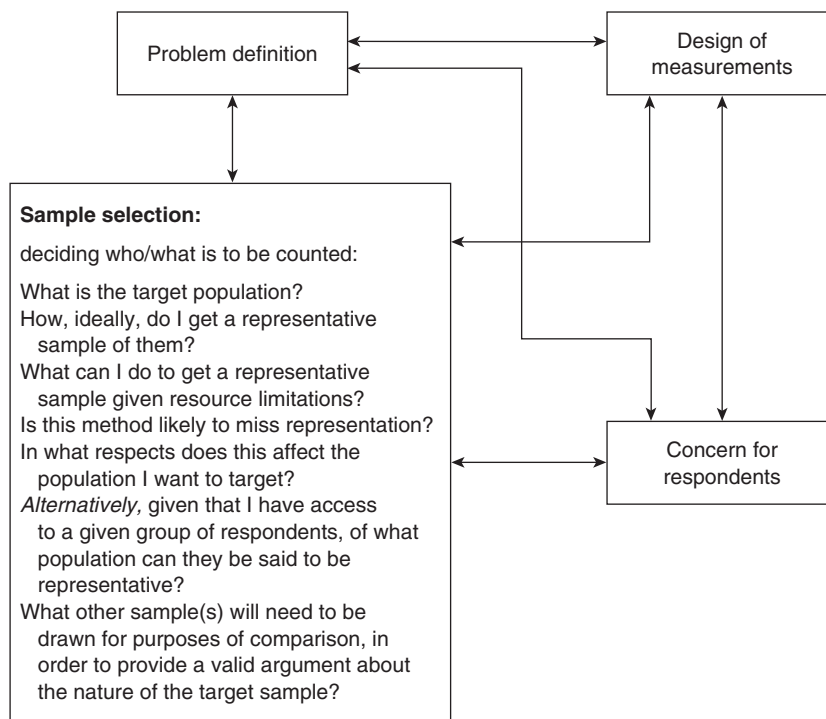 Problem definition
Design of
measurements
Sample selection:
deciding who/what is to be counted:
What is the target population?
How, ideally, do I get a representative
sample of them?
What can I do to get a representative
sample given resource limitations?
Is this method likely to miss representation?
In what respects does this affect the
population I want to target?
Alternatively, given that I have access
to a given group of respondents, of what
population can they be said to be
representative?
What other sample(s) will need to be
drawn for purposes of comparison, in
order to provide a valid argument about
the nature of the target sample?
Concern for
respondents